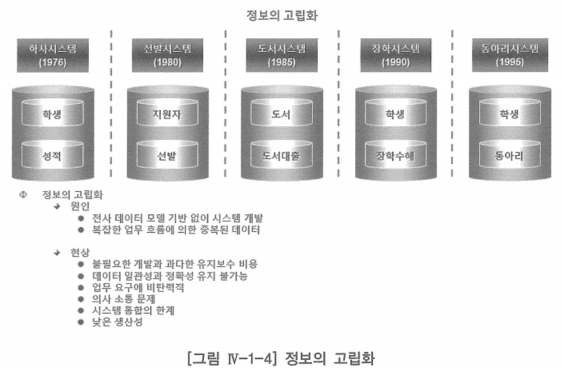 정보의 고립화
학사시스템 선발시스템 도서시스템 장학시스템 동아리시스템
(1976) (1980) (1985) (1990) (1995)
학생 지원자 도서 학생 학생
성적 선발 도서대출 장학수혜 동아리
Φ 정보의 고립화
원인
● 전사 데이터 모델 기반 없이 시스템 개발
● 복잡한 업무 흐름에 의한 중복된 데이터
현상
● 불필요한 개발과 과다한 유지보수 비용
● 데이터 일관성과 정확성 유지 불가능
● 업무 요구에 비탄력적
● 의사 소통 문제
● 시스템 통합의 한계
● 낮은 생산성
[그림 Ⅳ-1-4] 정보의 고립화